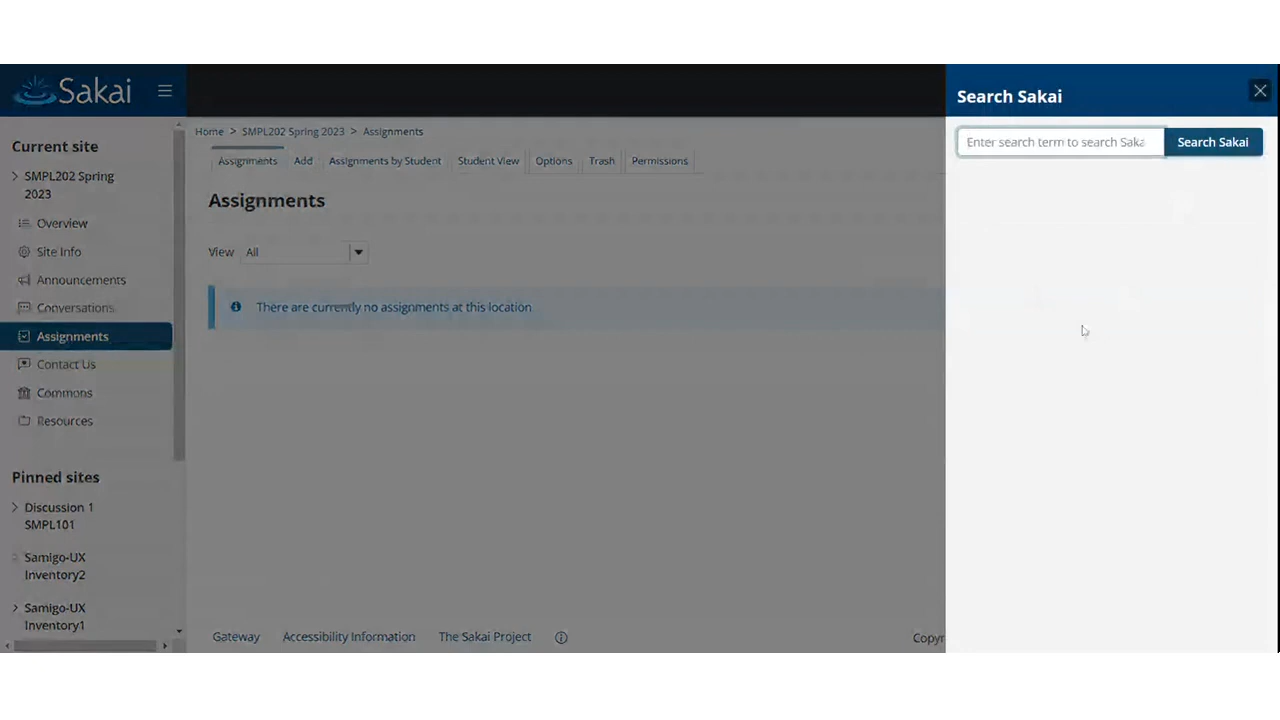 Sakai
Search Sakai
Current site
Home > SMPL202 Spring 2023 > Assignments
Enter search term to search Saka
Search Sakai
Assignments
Add
Assignments by Student
Student View
Options
Trash
Permissions
SMPL202 Spring
2023
Assignments
Overview
Site Info
View
All
Announcements
Conversations
There are currently no assignments at this location
Assignments
Contact Us
Commons
Resources
Pinned sites
Discussion 1
SMPL101
Samigo-UX
Inventory2
Samigo-UX
Inventory1
Gateway
Accessibility Information
The Sakai Project
Copyr